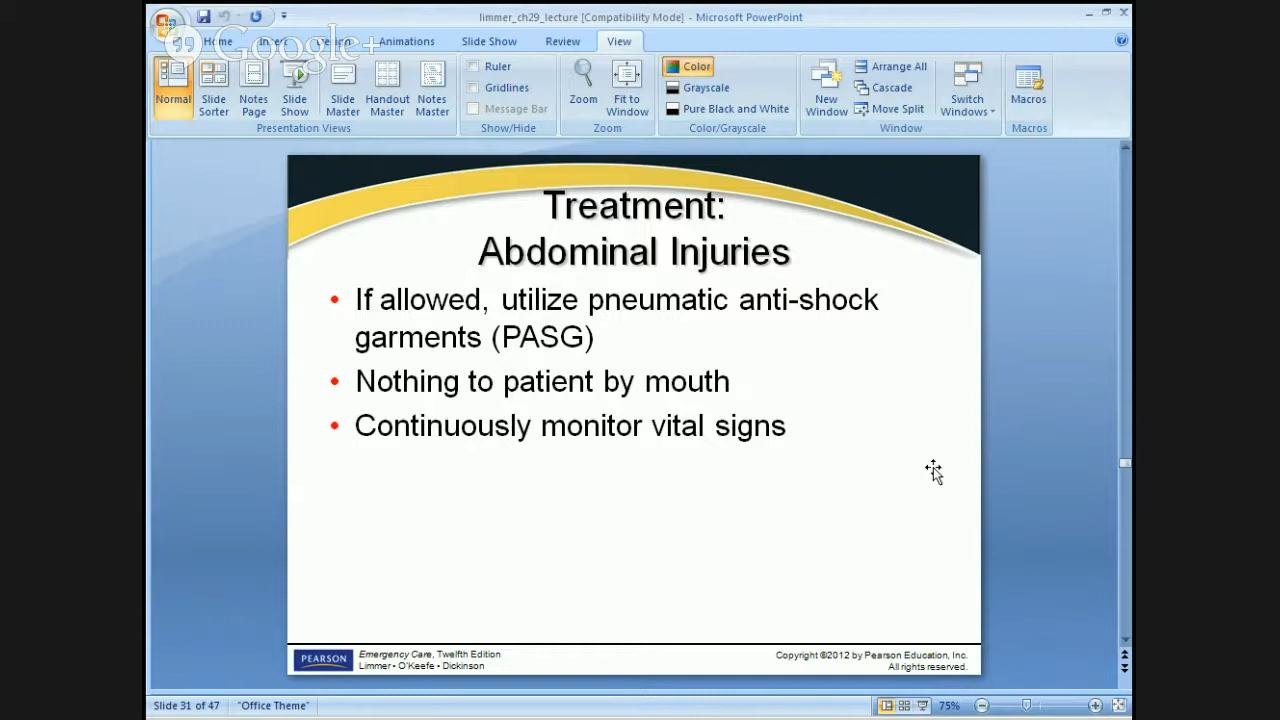 limmer_ch29_lecture [Compatibility Mode] - Microsoft PowerPoint
Google+
Home Insert Design Animations Slide Show Review View
Normal
Slide Sorter
Notes Page
Slide Show
Slide Master
Handout Master
Notes Master
Presentation Views
Ruler
Gridlines
Message Bar
Show/Hide
Zoom
Fit to Window
Zoom
Color
Grayscale
Pure Black and White
Color/Grayscale
New Window
Arrange All
Cascade
Move Split
Switch Windows
Window
Macros
Macros
Treatment:
Abdominal Injuries
• If allowed, utilize pneumatic anti-shock
garments (PASG)
• Nothing to patient by mouth
• Continuously monitor vital signs
PEARSON
Emergency Care, Twelfth Edition
Limmer • O'Keefe • Dickinson
Copyright ©2012 by Pearson Education, Inc.
All rights reserved.
Slide 31 of 47 "Office Theme" 75%